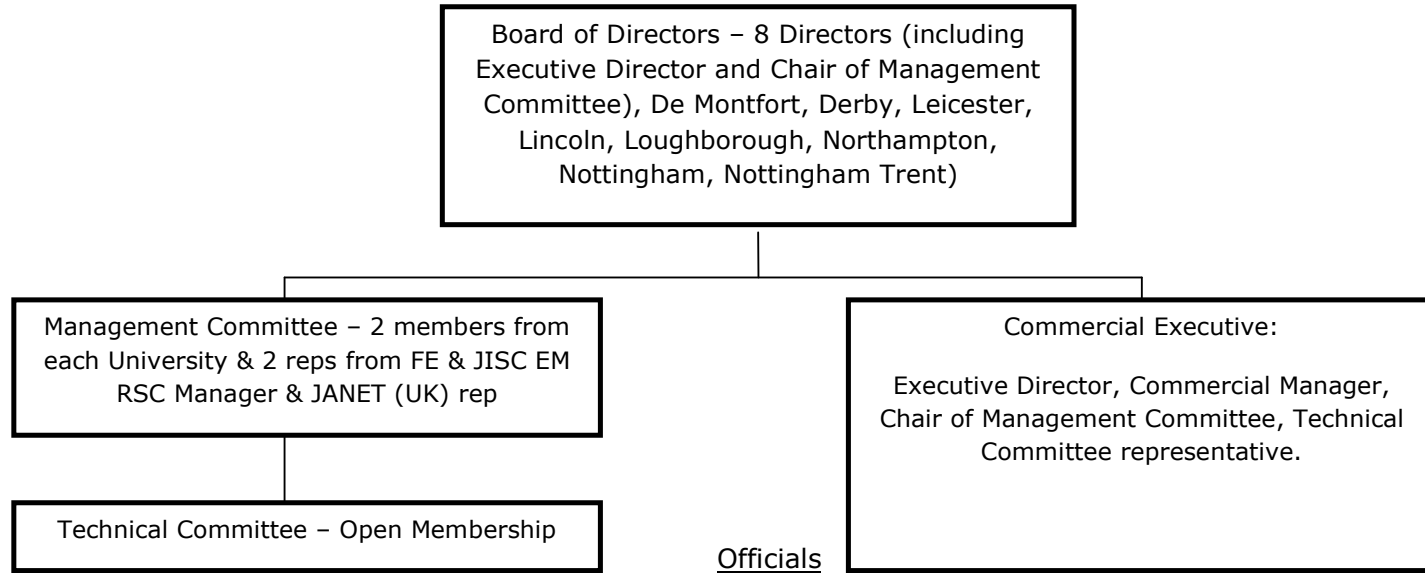 Board of Directors – 8 Directors (including
Executive Director and Chair of Management
Committee), De Montfort, Derby, Leicester,
Lincoln, Loughborough, Northampton,
Nottingham, Nottingham Trent)
Management Committee – 2 members from
each University & 2 reps from FE & JISC EM
RSC Manager & JANET (UK) rep
Commercial Executive:
Executive Director, Commercial Manager,
Chair of Management Committee, Technical
Committee representative.
Technical Committee – Open Membership
Officials